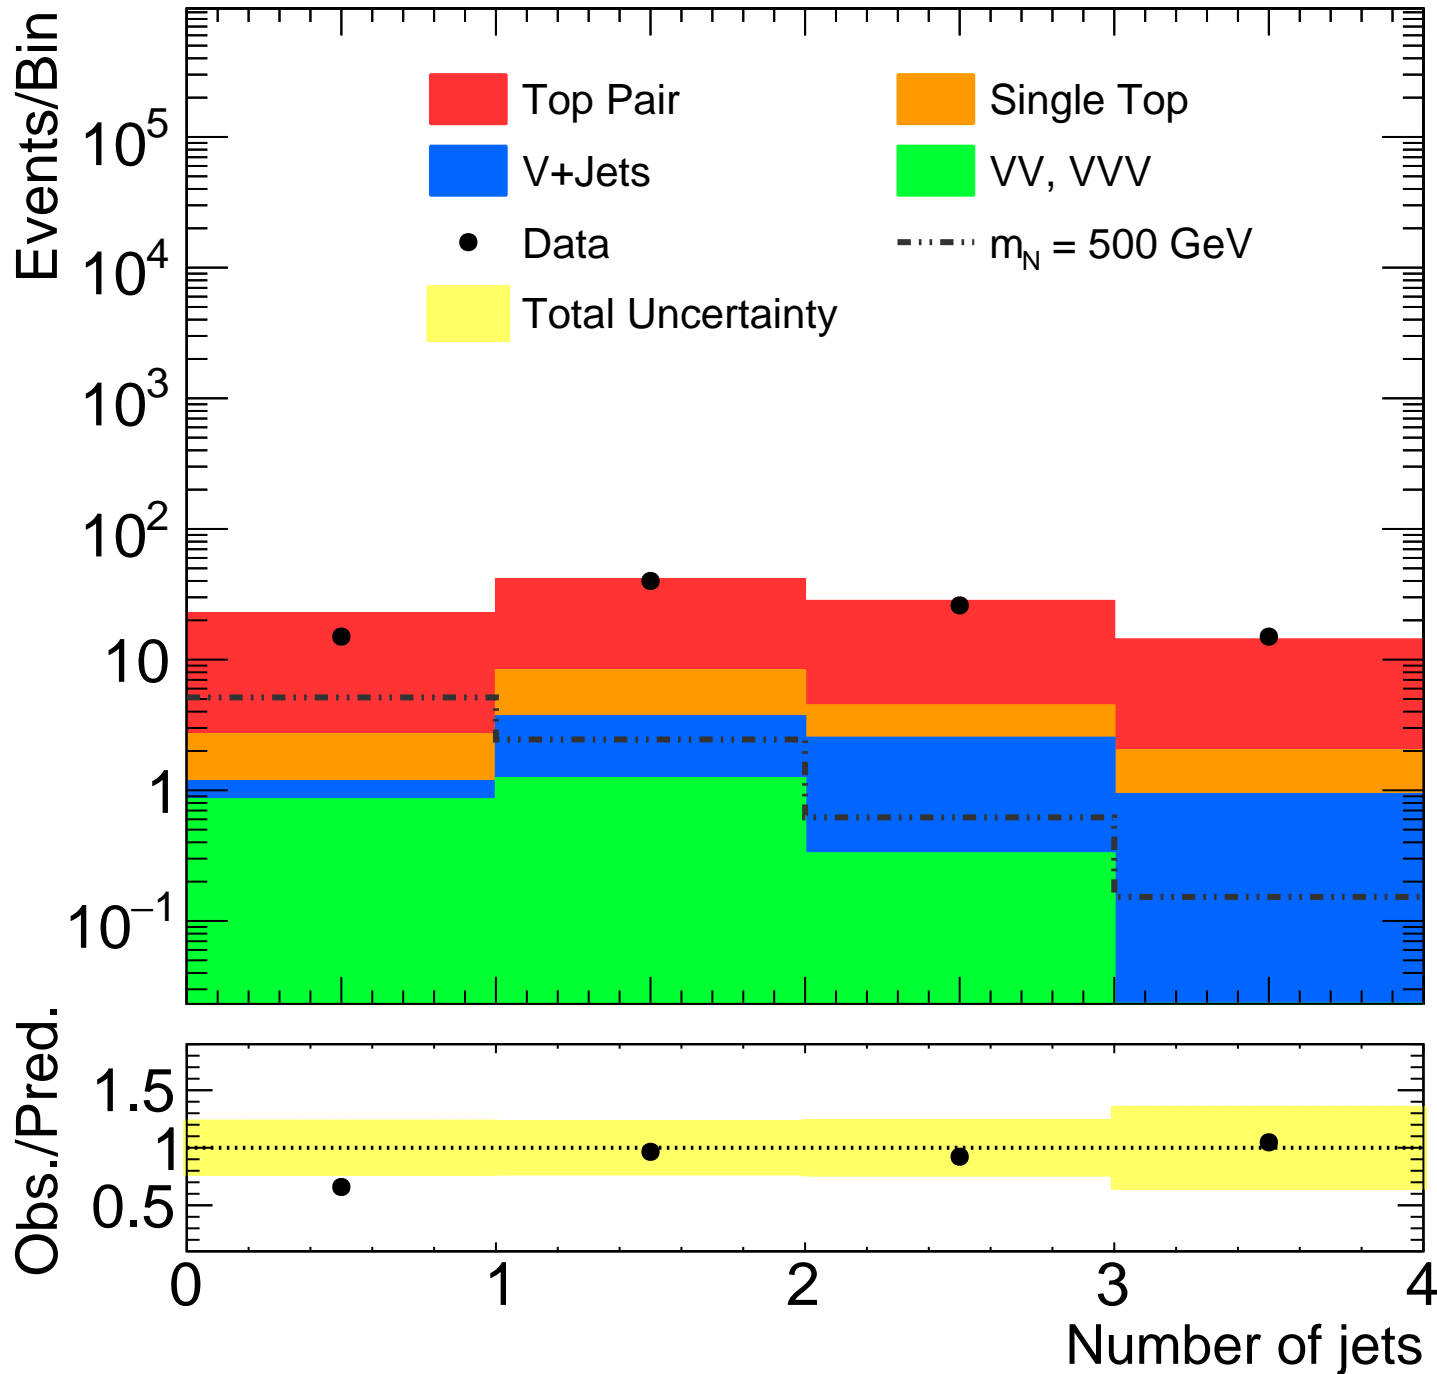 Events/Bin
Top Pair
Single Top
V+Jets
VV, VVV
Data
m_N = 500 GeV
Total Uncertainty
10^5
10^4
10^3
10^2
10
1
10^−1
Obs./Pred.
1.5
1
0.5
0 1 2 3 4
Number of jets